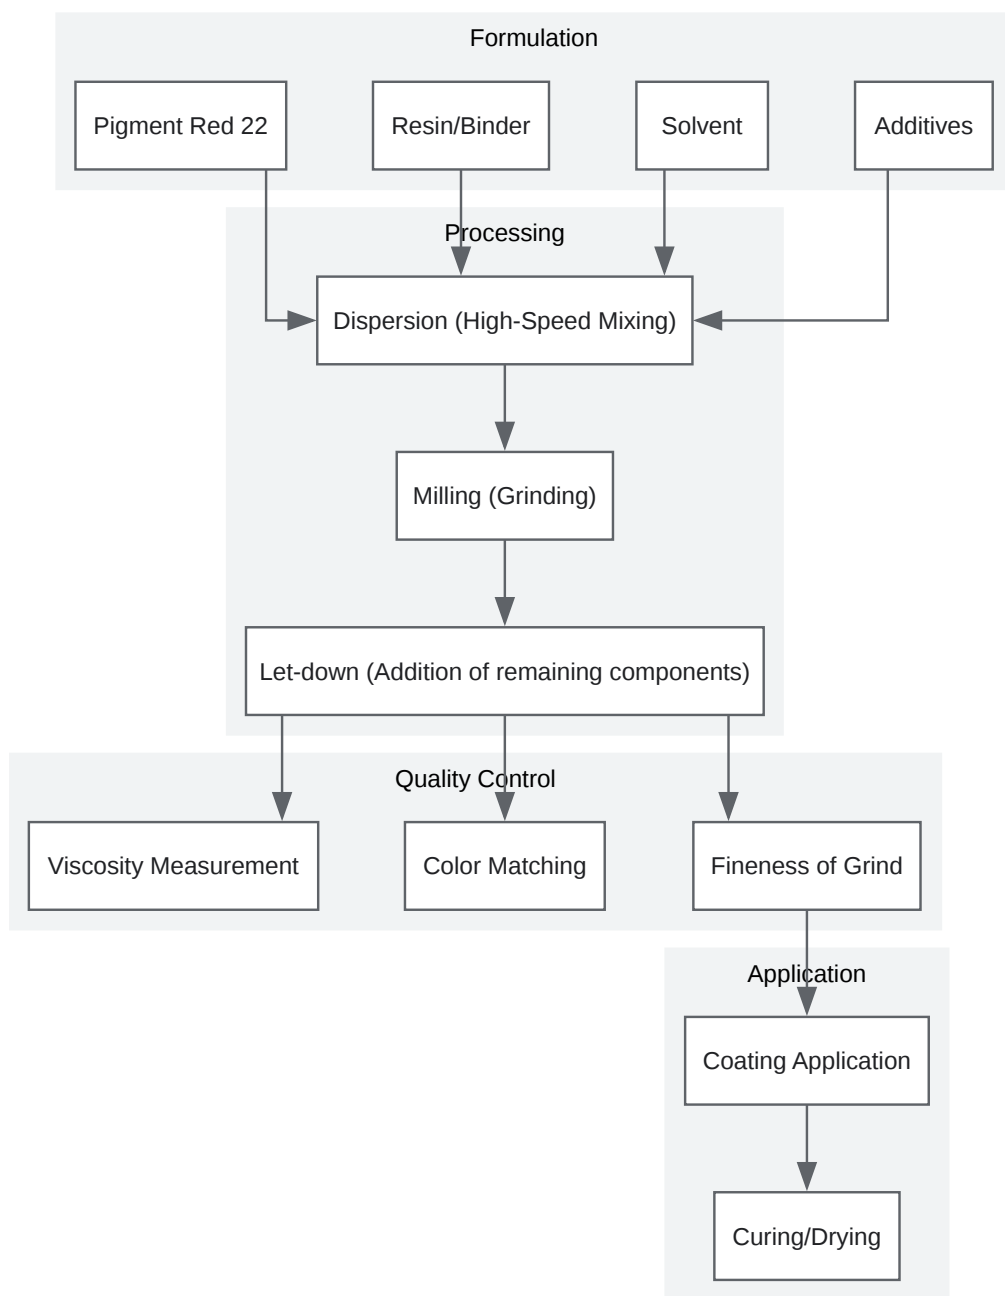 Formulation
Pigment Red 22
Resin/Binder
Solvent
Additives
Processing
Dispersion (High-Speed Mixing)
Milling (Grinding)
Let-down (Addition of remaining components)
Quality Control
Viscosity Measurement
Color Matching
Fineness of Grind
Application
Coating Application
Curing/Drying